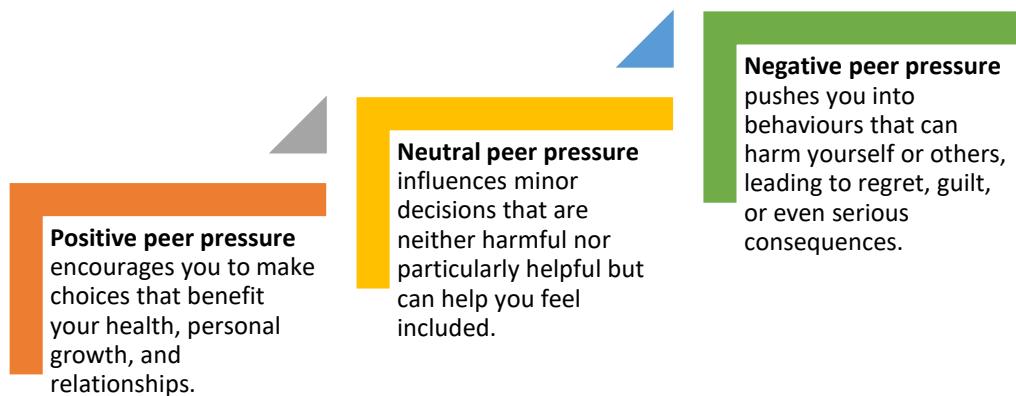 Positive peer pressure
encourages you to make
choices that benefit
your health, personal
growth, and
relationships.
Neutral peer pressure
influences minor
decisions that are
neither harmful nor
particularly helpful but
can help you feel
included.
Negative peer pressure
pushes you into
behaviours that can
harm yourself or others,
leading to regret, guilt,
or even serious
consequences.